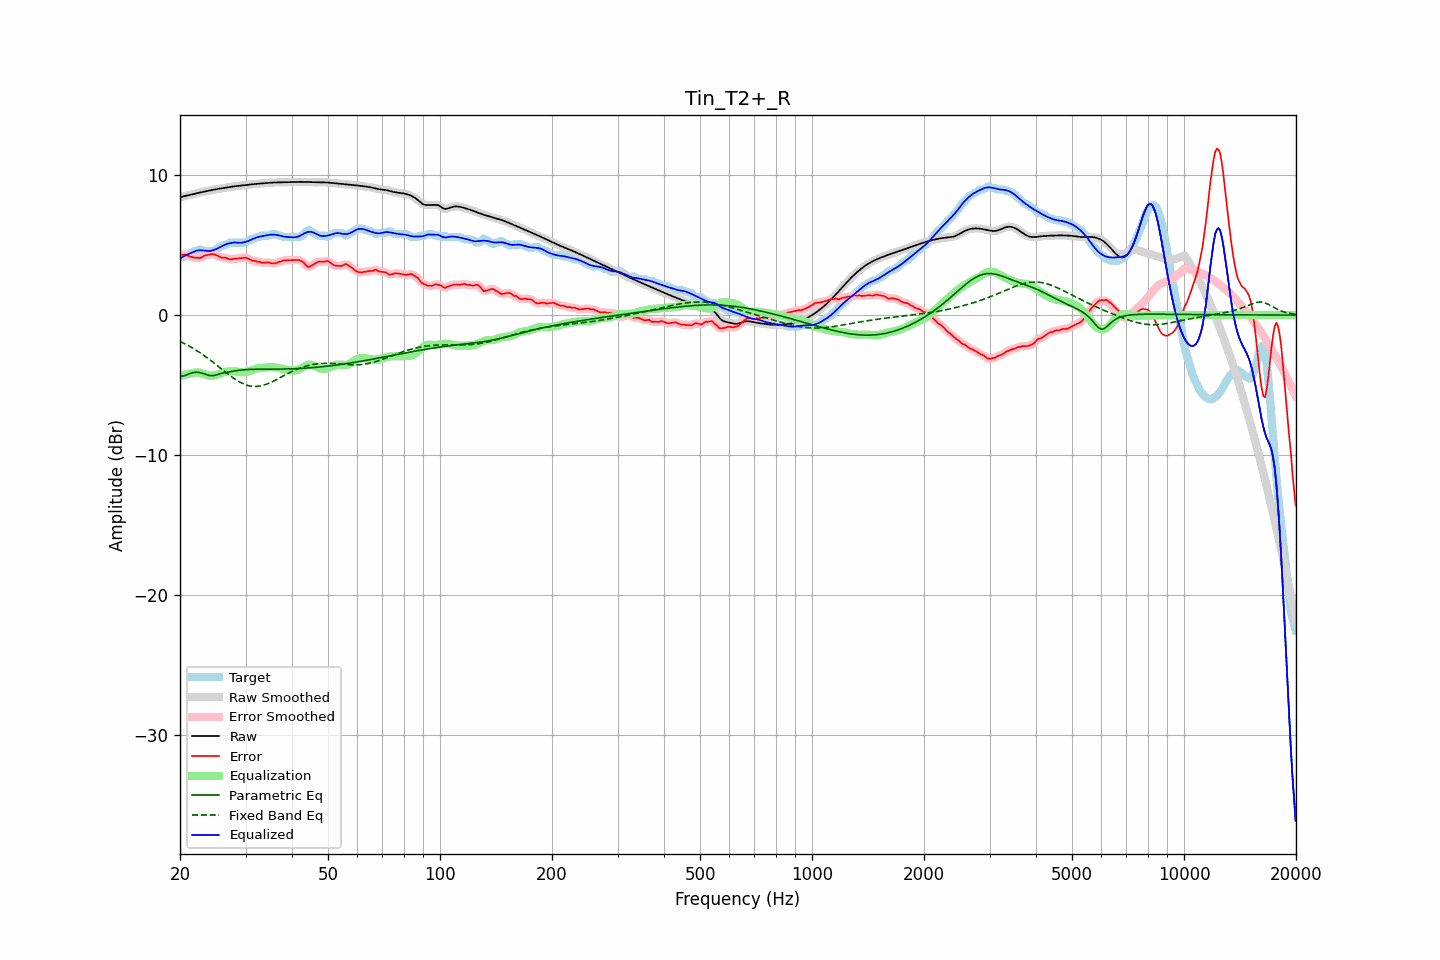 Tin_T2+_R
10
0
−10
−20
−30
Amplitude (dBr)
Target
Raw Smoothed
Error Smoothed
Raw
Error
Equalization
Parametric Eq
Fixed Band Eq
Equalized
20
50
100
200
500
1000
2000
5000
10000
20000
Frequency (Hz)